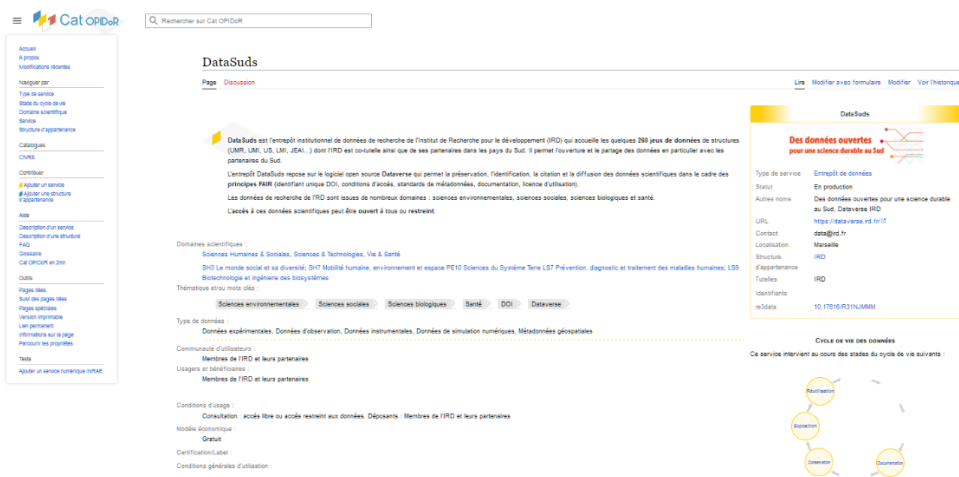 Cat OPIDoR
Rechercher sur Cat OPIDoR
Accueil
A propos
Modifications récentes
Naviguer par
Type de service
Stade du cycle de vie
Domaine scientifique
Service
Structure d'appartenance
Catalogues
CNRS
Contribuer
Ajouter un service
Ajouter une structure
d'appartenance
Aide
Description d'un service
Description d'une structure
FAQ
Glossaire
Cat OPIDoR en 2mn
Outils
Pages liées
Suivi des pages liées
Pages spéciales
Version imprimable
Lien permanent
Informations sur la page
Parcourir les propriétés
Tests
Ajouter un service numérique INRAE
DataSuds
Page Discussion
Lire Modifier avec formulaire Modifier Voir l'historique
DataSuds est l'entrepôt institutionnel de données de recherche de l'Institut de Recherche pour le développement (IRD) qui accueille les quelques 260 jeux de données de structures
(UMR, UMI, US, LMI, JEAI...) dont l'IRD est co-tutelle ainsi que de ses partenaires dans les pays du Sud. Il permet l'ouverture et le partage des données en particulier avec les
partenaires du Sud.
L'entrepôt DataSuds repose sur le logiciel open source Dataverse qui permet la préservation, l'identification, la citation et la diffusion des données scientifiques dans le cadre des
principes FAIR (identifiant unique DOI, conditions d'accès, standards de métadonnées, documentation, licence d'utilisation).
Les données de recherche de l'IRD sont issues de nombreux domaines : sciences environnementales, sciences sociales, sciences biologiques et santé.
L'accès à ces données scientifiques peut être ouvert à tous ou restreint.
Domaines scientifiques :
Sciences Humaines & Sociales, Sciences & Technologies, Vie & Santé
SH3 Le monde social et sa diversité; SH7 Mobilité humaine, environnement et espace PE10 Sciences du Système Terre LS7 Prévention, diagnostic et traitement des maladies humaines; LS9
Biotechnologie et ingénierie des biosystèmes
Thématique et/ou mots clés :
Sciences environnementales Sciences sociales Sciences biologiques Santé DOI Dataverse
Type de données :
Données expérimentales, Données d'observation, Données instrumentales, Données de simulation numériques, Métadonnées géospatiales
Communauté d'utilisateurs :
Membres de l'IRD et leurs partenaires
Usagers et bénéficiaires :
Membres de l'IRD et leurs partenaires
Conditions d'usage :
Consultation : accès libre ou accès restreint aux données. Déposants : Membres de l'IRD et leurs partenaires
Modèle économique :
Gratuit
Certification/Label :
Conditions générales d'utilisation :
DataSuds
Des données ouvertes
pour une science durable au Sud
Type de service Entrepôt de données
Statut En production
Autres noms Des données ouvertes pour une science durable
au Sud, Dataverse IRD
URL https://dataverse.ird.fr/
Contact data@ird.fr
Localisation Marseille
Structure IRD
d'appartenance
Tutelles IRD
Identifiants
re3data 10.17616/R31NJMMM
Cycle de vie des données
Ce service intervient au cours des stades du cycle de vie suivants :
Réutilisation
Exposition
Conservation
Documentation